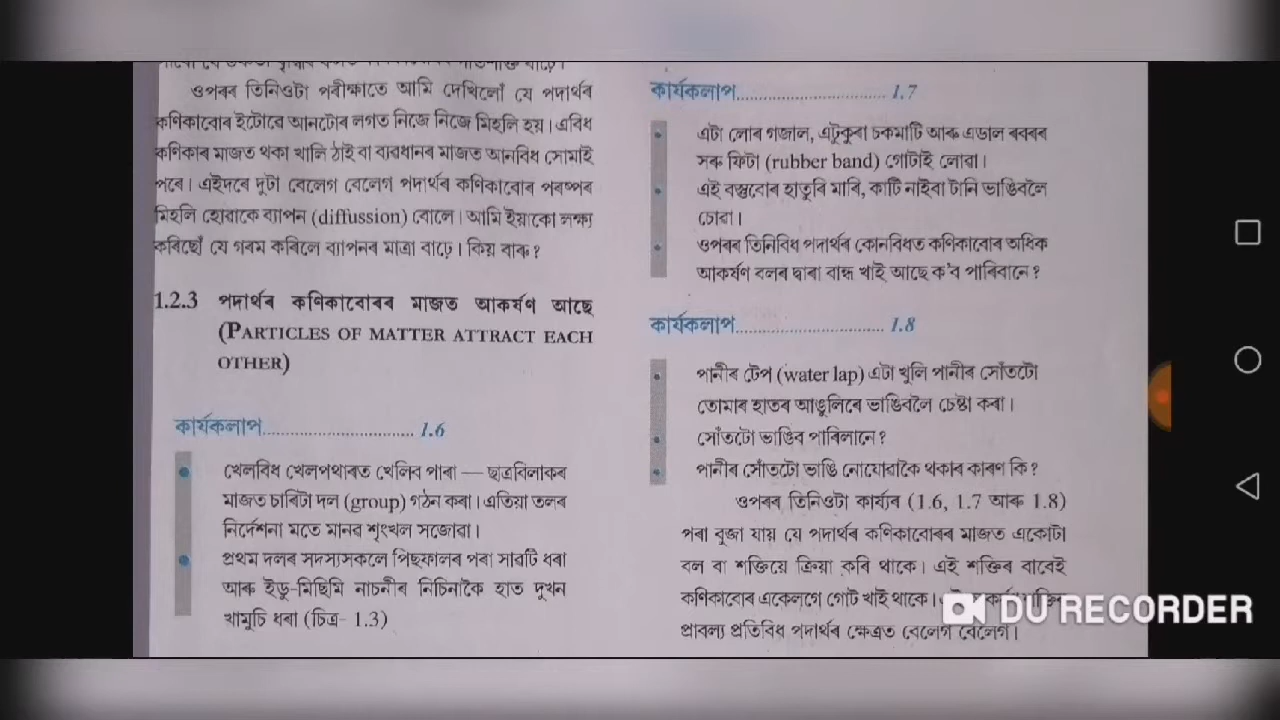 ওপৰৰ তিনিওটা পৰীক্ষাতে আমি দেখিলোঁ যে পদাৰ্থৰ
কণিকাবোৰ ইটোৱে আনটোৰ লগত নিজে নিজে মিহলি হয়। এবিধ
কণিকাৰ মাজত থকা খালি ঠাই বা ব্যৱধানৰ মাজত আনবিধ সোমাই
পৰে। এইদৰে দুটা বেলেগ বেলেগ পদাৰ্থৰ কণিকাবোৰ পৰষ্পৰ
মিহলি হোৱাকে ব্যাপন (diffussion) বোলে। আমি ইয়াকো লক্ষ্য
কৰিছোঁ যে গৰম কৰিলে ব্যাপনৰ মাত্ৰা বাঢ়ে। কিয় বাৰু?
1.2.3 পদাৰ্থৰ কণিকাবোৰৰ মাজত আকৰ্ষণ আছে
(PARTICLES OF MATTER ATTRACT EACH
OTHER)
কাৰ্যকলাপ................................ 1.6
খেলবিধ খেলপথাৰত খেলিব পাৰা — ছাত্ৰবিলাকৰ
মাজত চাৰিটা দল (group) গঠন কৰা। এতিয়া তলৰ
নিৰ্দেশনা মতে মানৱ শৃংখল সজোৱা।
প্ৰথম দলৰ সদস্যসকলে পিছফালৰ পৰা সাৱটি ধৰা
আৰু ইডু-মিছিমি নাচনীৰ নিচিনাকৈ হাত দুখন
খামুচি ধৰা (চিত্ৰ- 1.3)
কাৰ্যকলাপ................................ 1.7
এটা লোৰ গজাল, এটুকুৰা চকমাটি আৰু এডাল ৰবৰৰ
সৰু ফিটা (rubber band) গোটাই লোৱা।
এই বস্তুবোৰ হাতুৰি মাৰি, কাটি নাইবা টানি ভাঙিবলৈ
চোৱা।
ওপৰৰ তিনিবিধ পদাৰ্থৰ কোনবিধত কণিকাবোৰ অধিক
আকৰ্ষণ বলৰ দ্বাৰা বান্ধ খাই আছে ক'ব পাৰিবানে?
কাৰ্যকলাপ................................ 1.8
পানীৰ টেপ (water lap) এটা খুলি পানীৰ সোঁতটো
তোমাৰ হাতৰ আঙুলিৰে ভাঙিবলৈ চেষ্টা কৰা।
সোঁতটো ভাঙিব পাৰিলানে?
পানীৰ সোঁতটো ভাঙি নোযোৱাকৈ থকাৰ কাৰণ কি?
ওপৰৰ তিনিওটা কাৰ্য্যৰ (1.6, 1.7 আৰু 1.8)
পৰা বুজা যায় যে পদাৰ্থৰ কণিকাবোৰৰ মাজত একোটা
বল বা শক্তিয়ে ক্ৰিয়া কৰি থাকে। এই শক্তিৰ বাবেই
কণিকাবোৰ একেলগে গোট খাই থাকে।
প্ৰাবল্য প্ৰতিবিধ পদাৰ্থৰ ক্ষেত্ৰত বেলেগ বেলেগ।
DU RECORDER